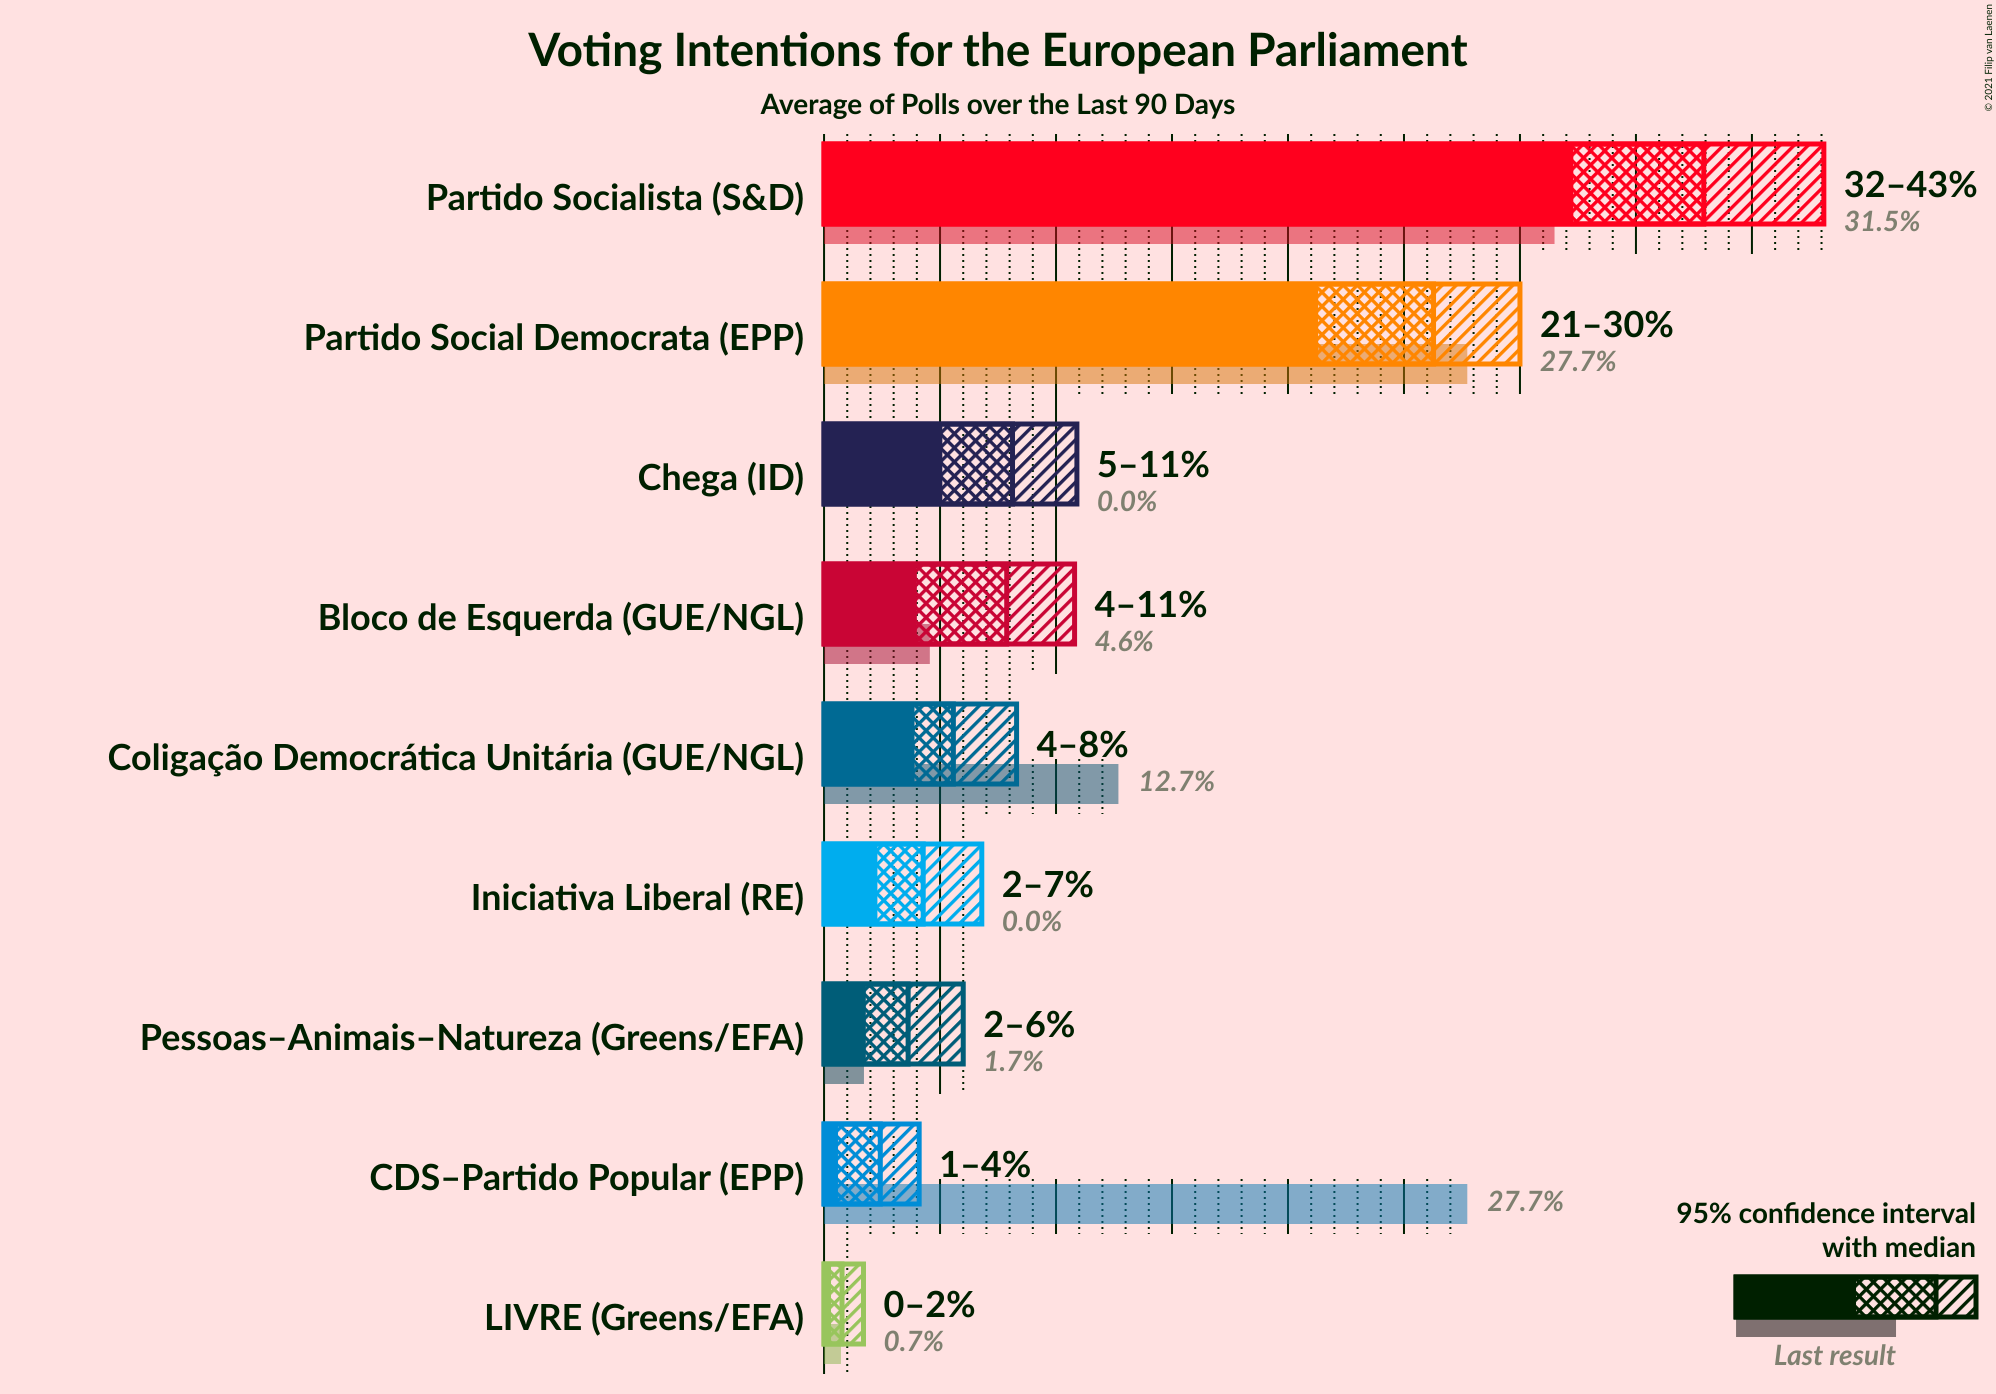 Voting Intentions for the European Parliament
Average of Polls over the Last 90 Days
© 2021 Filip van Laenen
Partido Socialista (S&D)
32–43%
31.5%
Partido Social Democrata (EPP)
21–30%
27.7%
Chega (ID)
5–11%
0.0%
Bloco de Esquerda (GUE/NGL)
4–11%
4.6%
Coligação Democrática Unitária (GUE/NGL)
4–8%
12.7%
Iniciativa Liberal (RE)
2–7%
0.0%
Pessoas–Animais–Natureza (Greens/EFA)
2–6%
1.7%
CDS–Partido Popular (EPP)
1–4%
27.7%
LIVRE (Greens/EFA)
0–2%
0.7%
95% confidence interval
with median
Last result